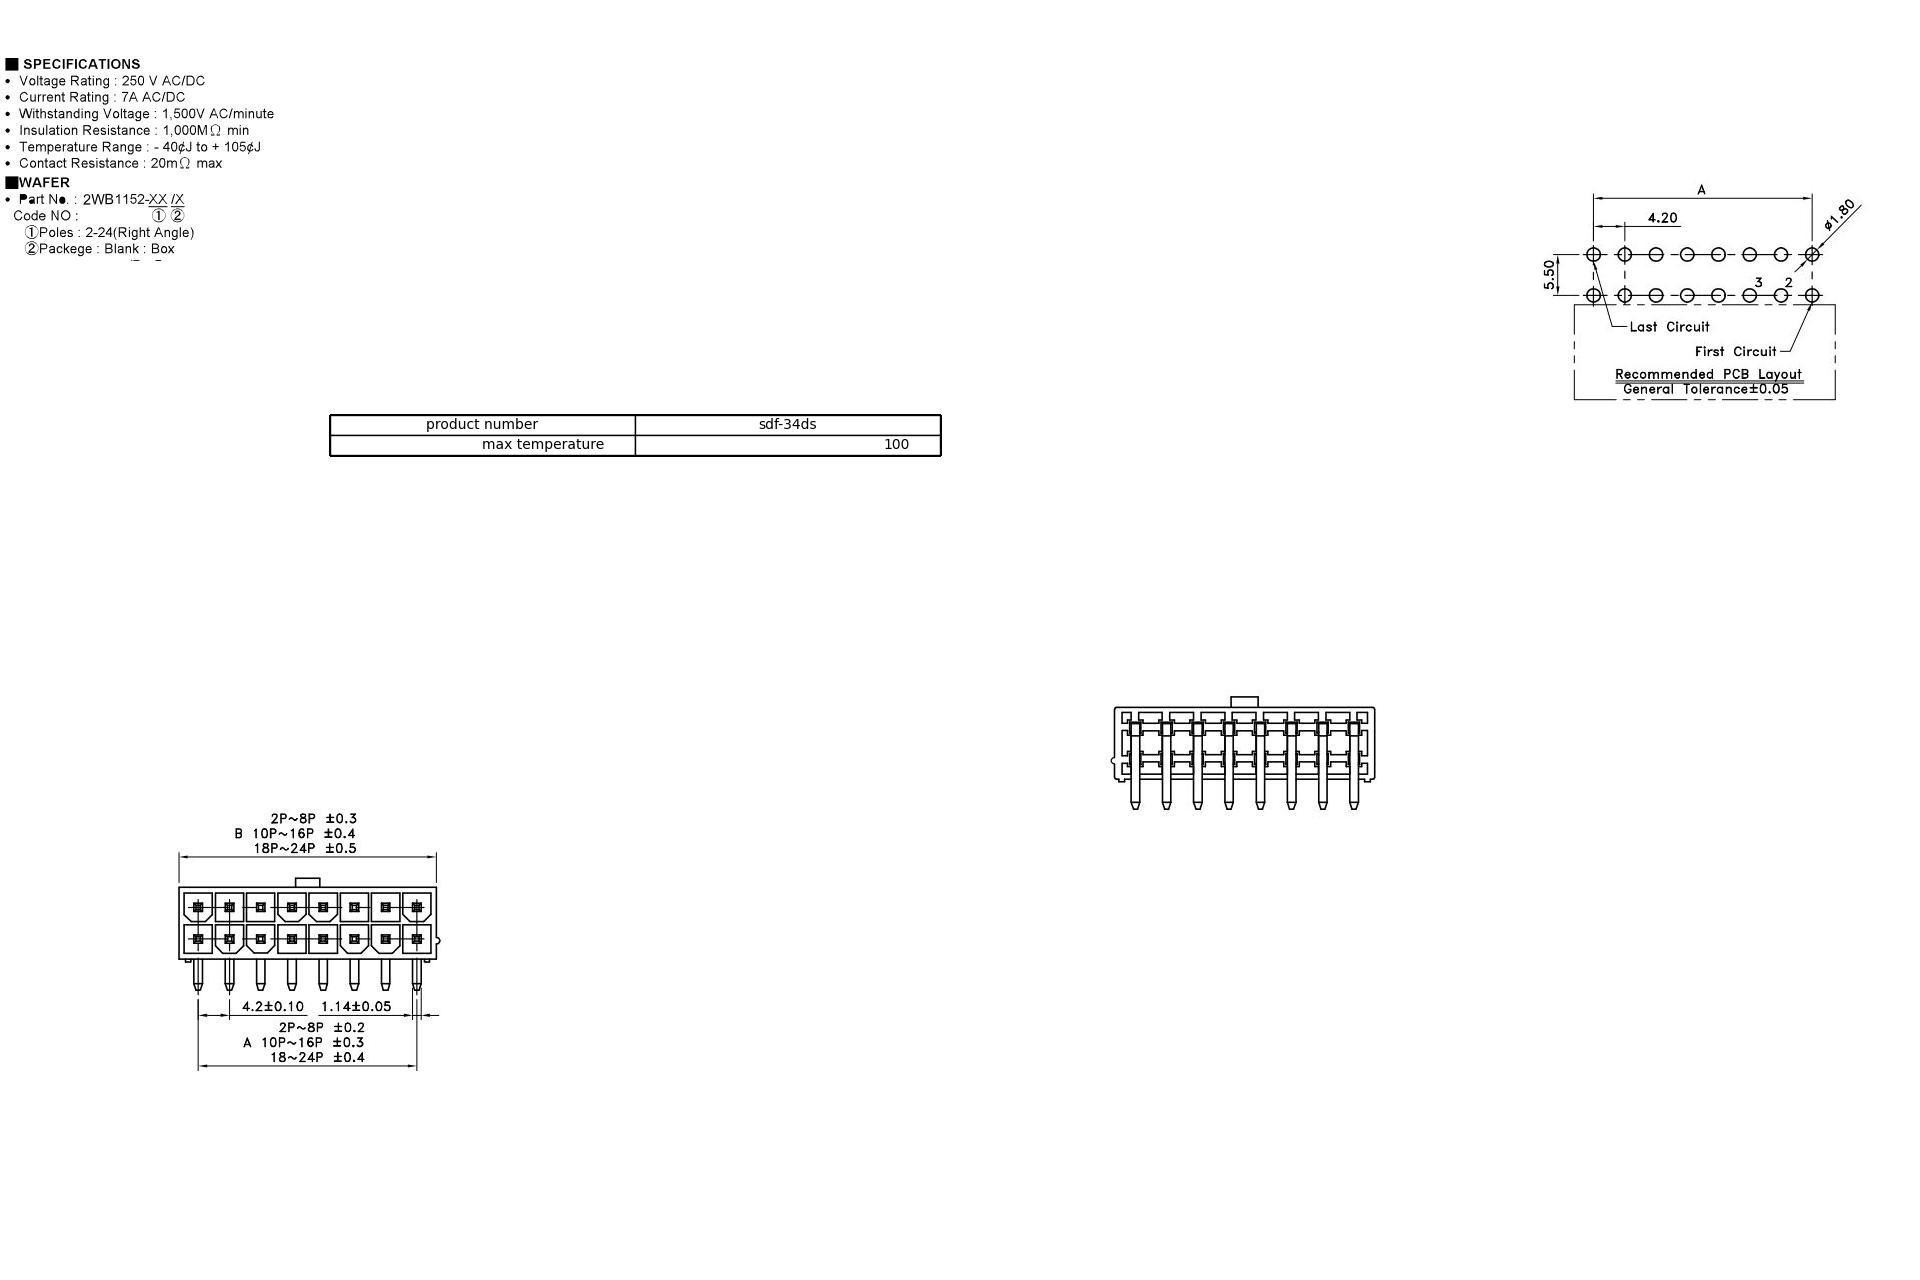 ■ SPECIFICATIONS
• Voltage Rating : 250 V AC/DC
• Current Rating : 7A AC/DC
• Withstanding Voltage : 1,500V AC/minute
• Insulation Resistance : 1,000MΩ min
• Temperature Range : - 40¢J to + 105¢J
• Contact Resistance : 20mΩ max
■WAFER
• Part No. : 2WB1152-XX /X
Code NO : ① ②
①Poles : 2-24(Right Angle)
②Packege : Blank : Box
A
4.20
ø1.80
5.50
3 2
Last Circuit
First Circuit
Recommended PCB Layout
General Tolerance±0.05
product number sdf-34ds
max temperature 100
2P~8P ±0.3
B 10P~16P ±0.4
18P~24P ±0.5
4.2±0.10 1.14±0.05
2P~8P ±0.2
A 10P~16P ±0.3
18~24P ±0.4